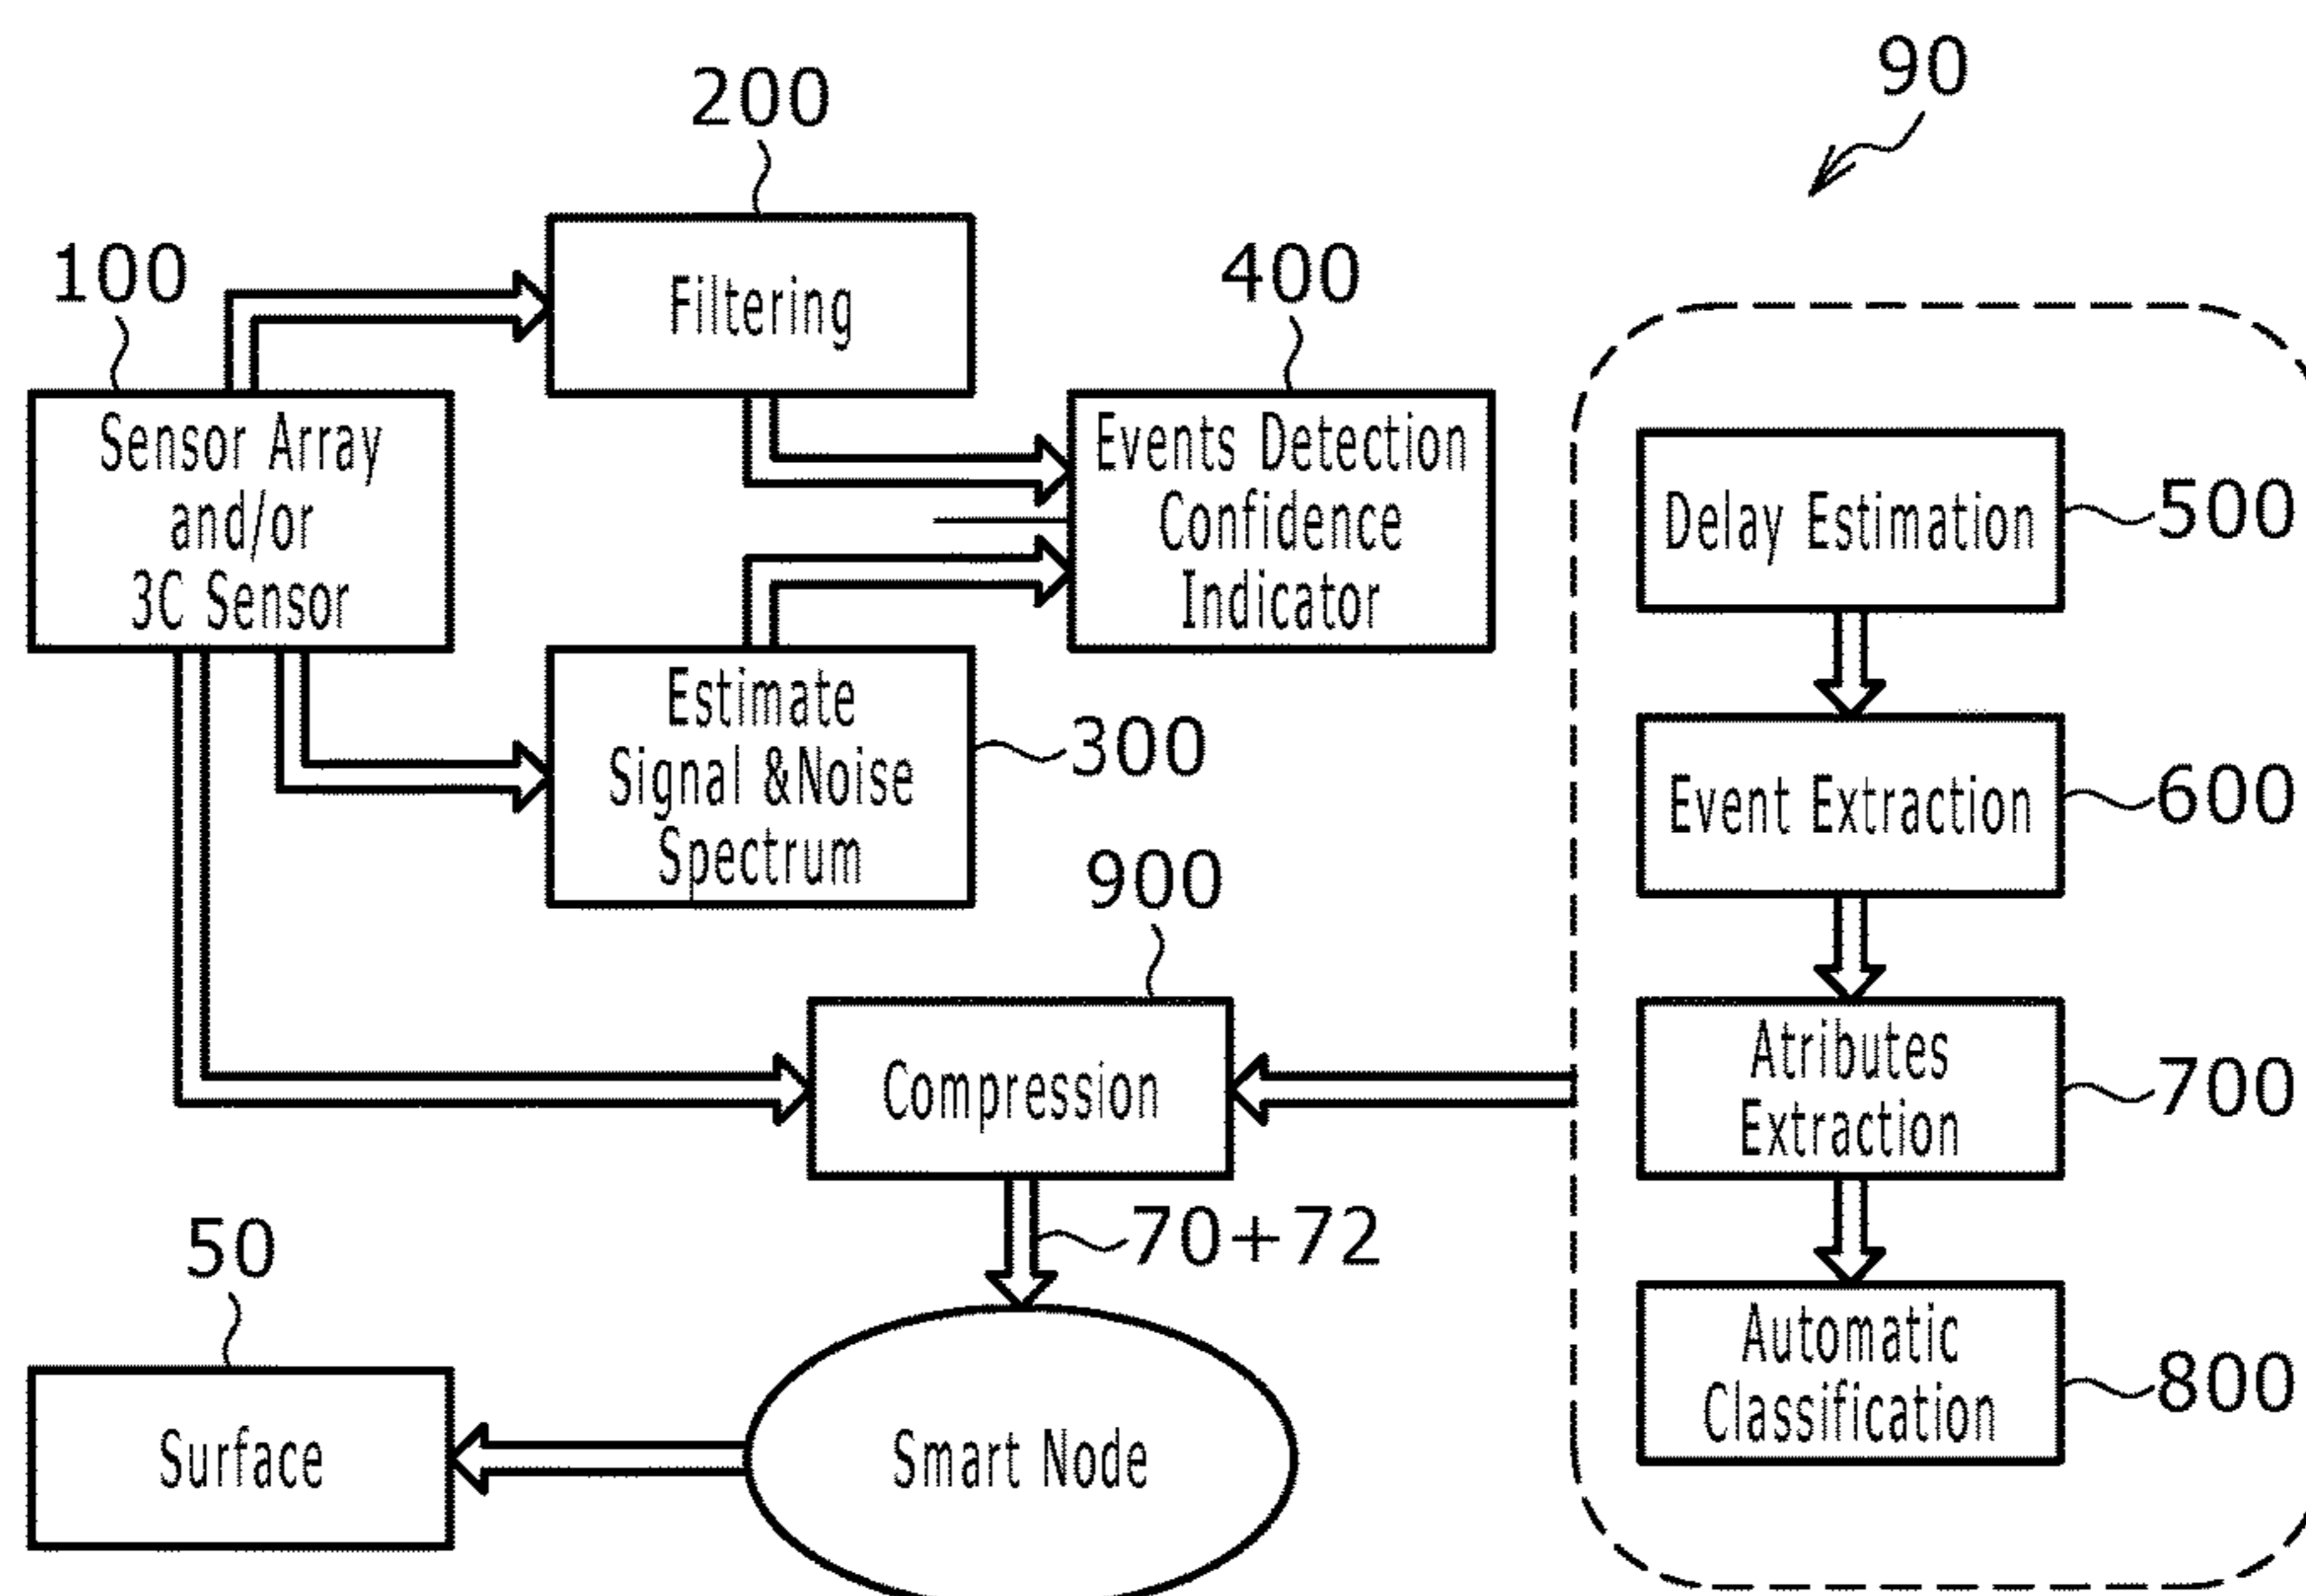 90
200
100
400
Filtering
Sensor Array
and/or
3C Sensor
Events Detection
Confidence
Indicator
Delay Estimation
500
Estimate
Signal &Noise
Spectrum
300
Event Extraction
600
900
Compression
Atributes
Extraction
700
70+72
50
Automatic
Classification
800
Surface
Smart Node